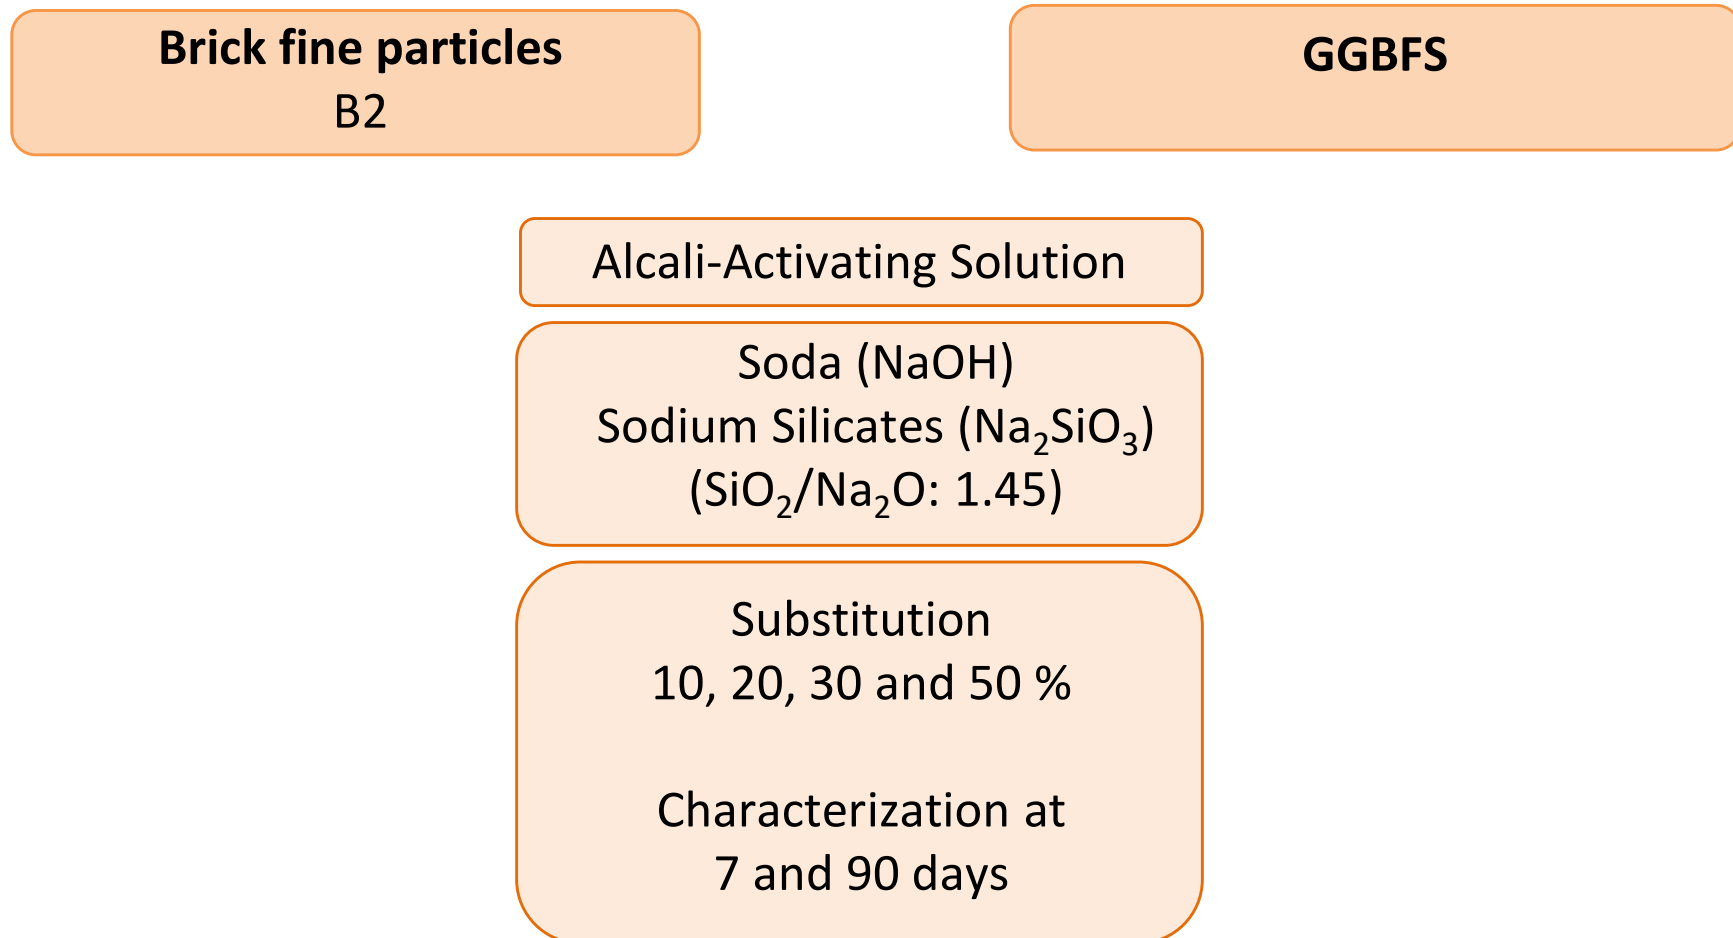 Brick fine particles
B2
GGBFS
Alcali-Activating Solution
Soda (NaOH)
Sodium Silicates (Na₂SiO₃)
(SiO₂/Na₂O: 1.45)
Substitution
10, 20, 30 and 50 %
Characterization at
7 and 90 days